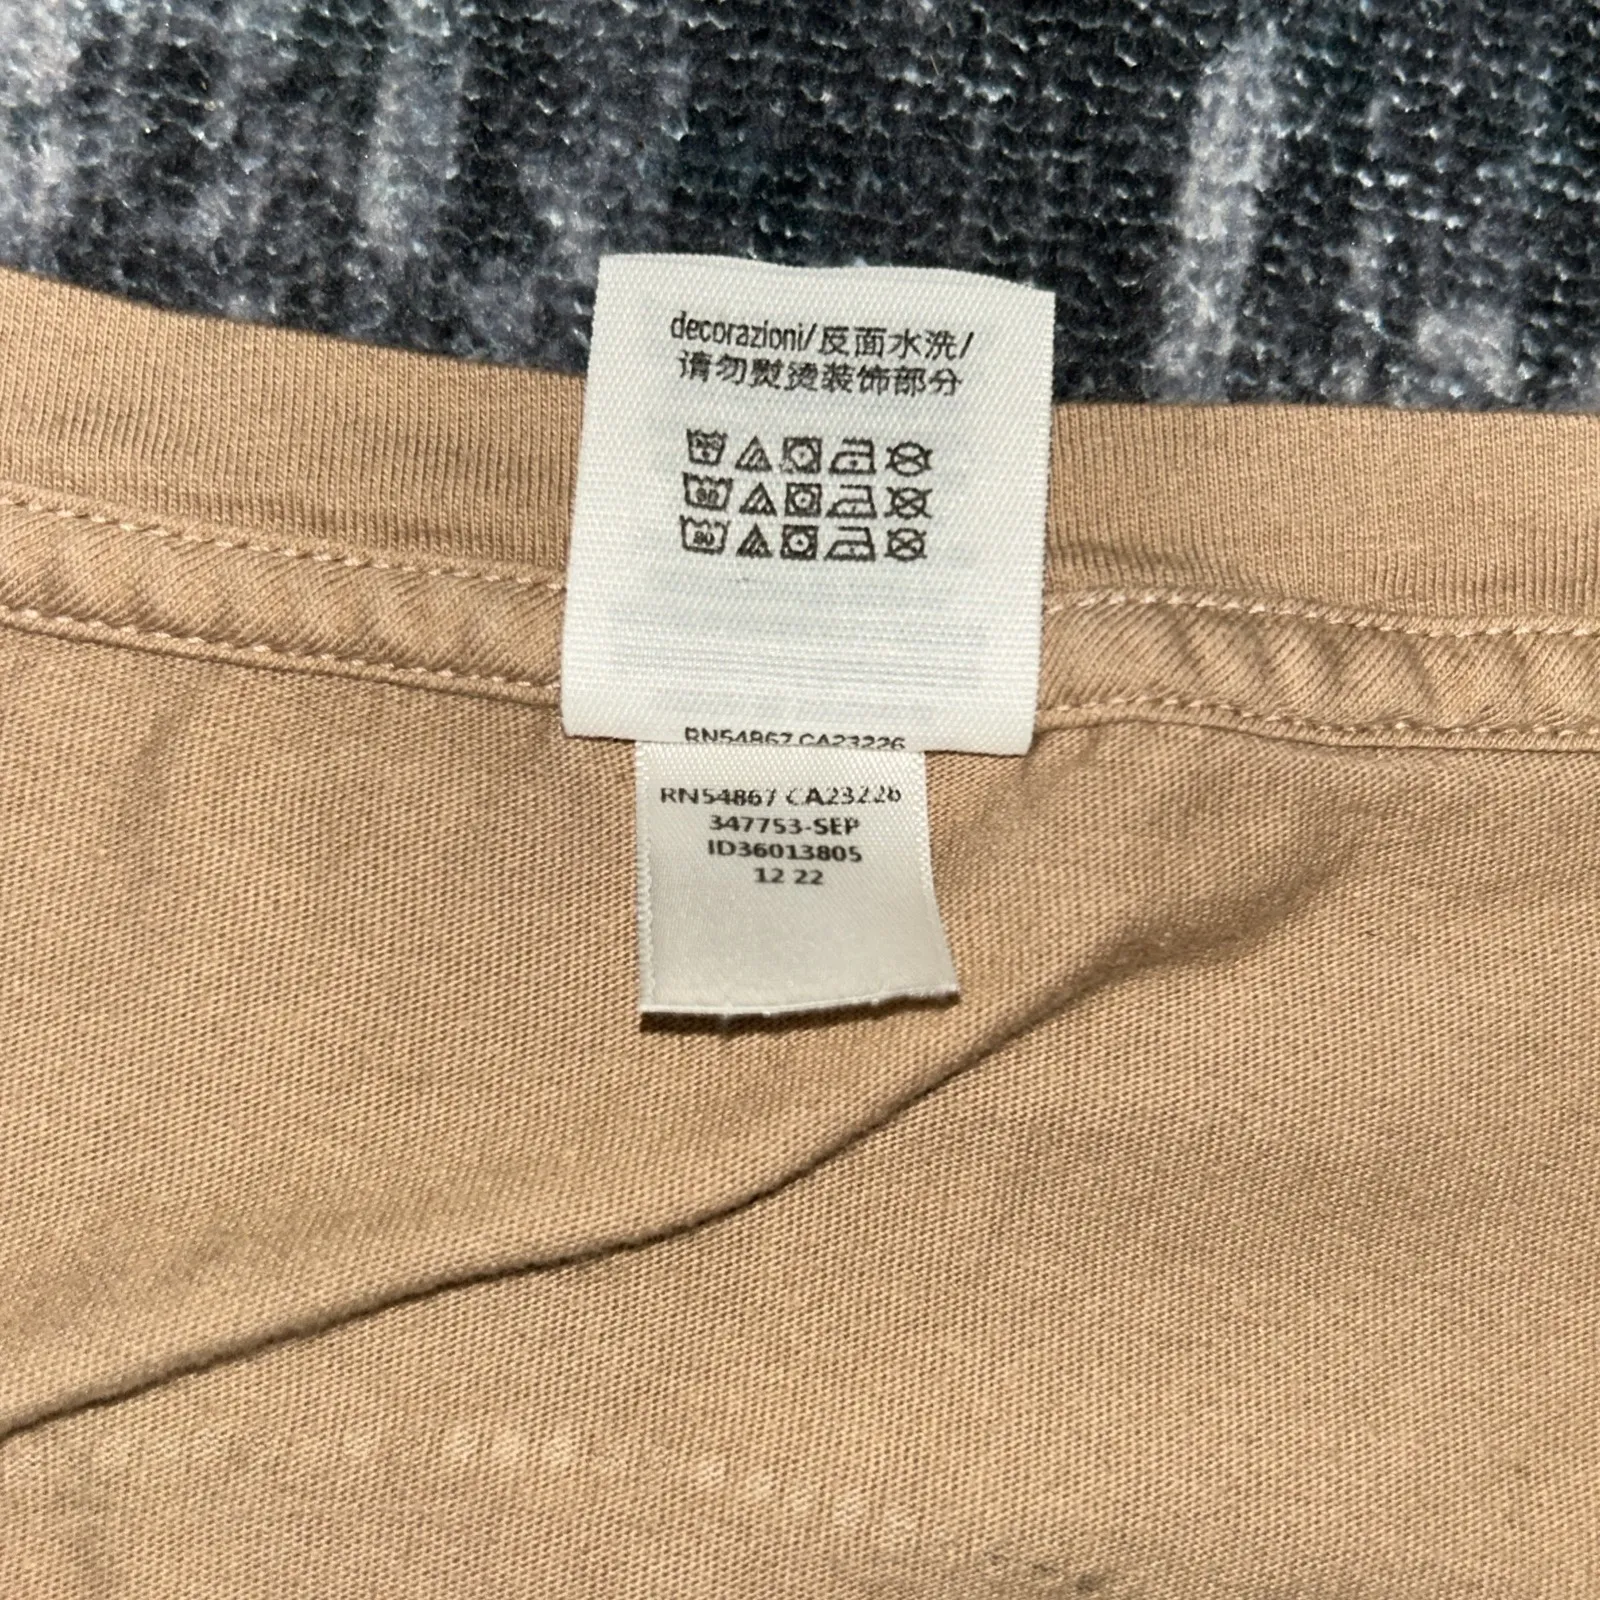 decorazioni/反面水洗/
请勿熨烫装饰部分
RN54867 CA23226
RN54867 CA23226
347753-SEP
ID36013805
12 22